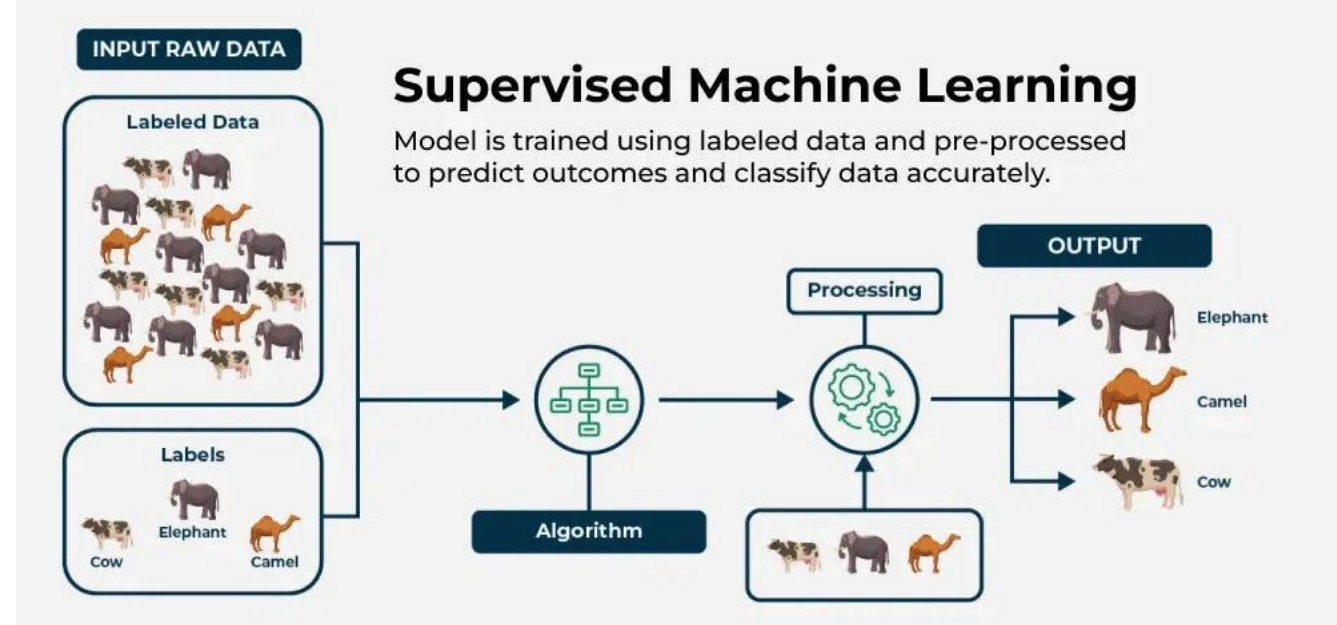 INPUT RAW DATA
Labeled Data
Supervised Machine Learning
Model is trained using labeled data and pre-processed
to predict outcomes and classify data accurately.
OUTPUT
Processing
Elephant
Camel
Cow
Labels
Elephant
Cow
Camel
Algorithm